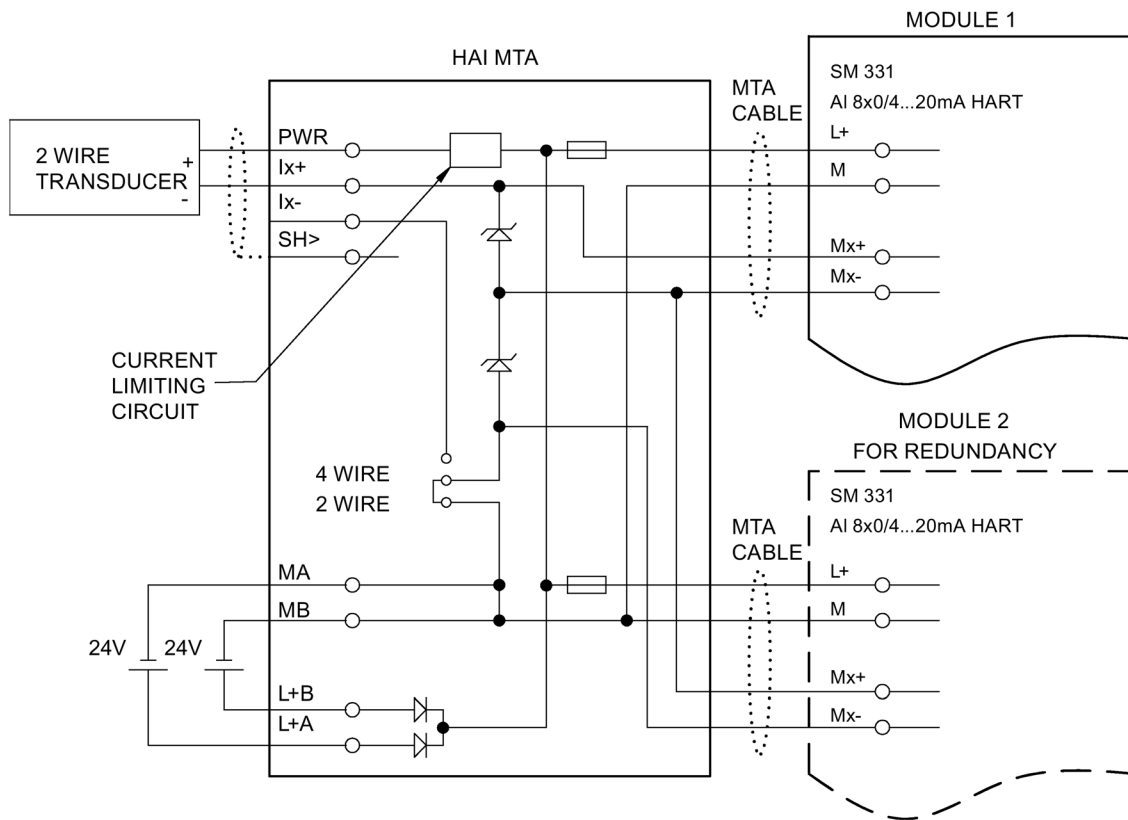 MODULE 1
HAI MTA
SM 331
AI 8x0/4...20mA HART
MTA
CABLE
L+
M
Mx+
Mx-
2 WIRE
TRANSDUCER
+
-
PWR
Ix+
Ix-
SH>
CURRENT
LIMITING
CIRCUIT
4 WIRE
2 WIRE
MODULE 2
FOR REDUNDANCY
SM 331
AI 8x0/4...20mA HART
MTA
CABLE
L+
M
Mx+
Mx-
MA
MB
24V
24V
L+B
L+A